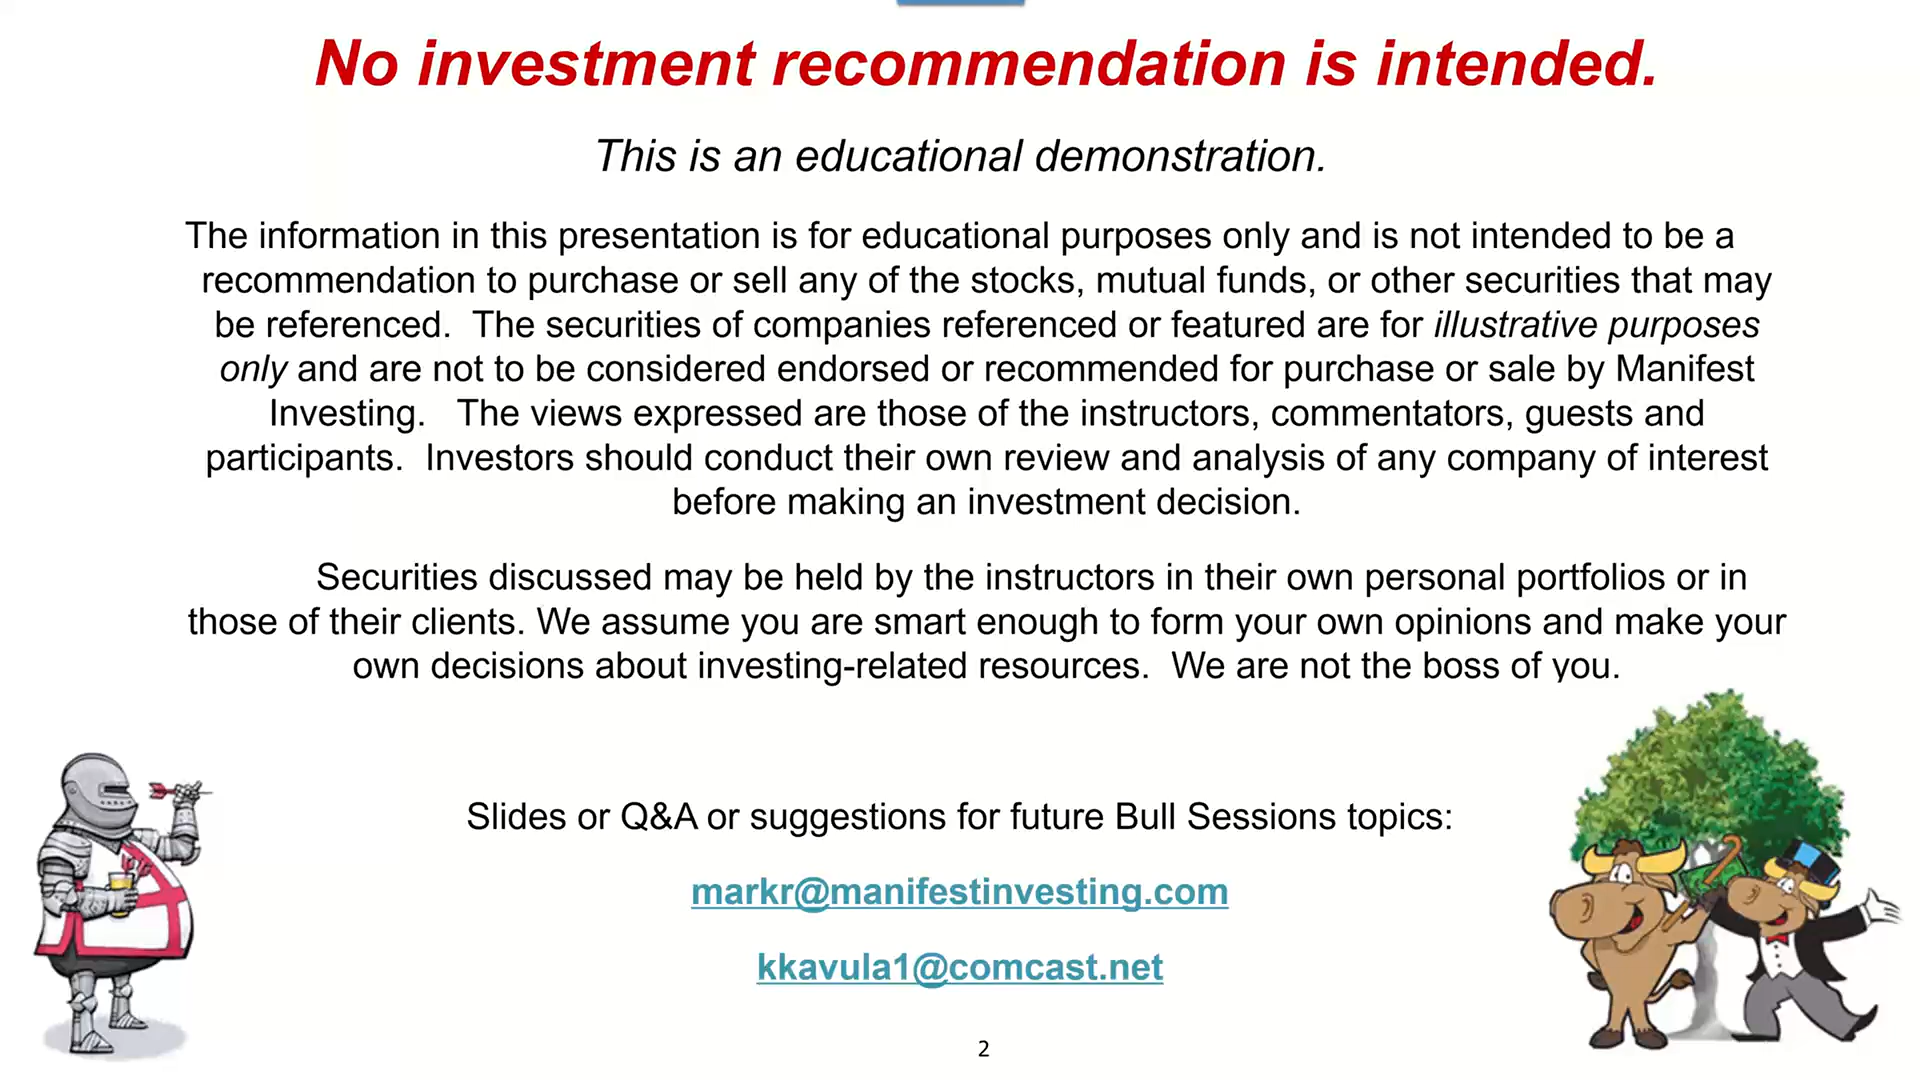 No investment recommendation is intended.
This is an educational demonstration.
The information in this presentation is for educational purposes only and is not intended to be a
recommendation to purchase or sell any of the stocks, mutual funds, or other securities that may
be referenced.  The securities of companies referenced or featured are for illustrative purposes
only and are not to be considered endorsed or recommended for purchase or sale by Manifest
Investing.   The views expressed are those of the instructors, commentators, guests and
participants.  Investors should conduct their own review and analysis of any company of interest
before making an investment decision.
Securities discussed may be held by the instructors in their own personal portfolios or in
those of their clients. We assume you are smart enough to form your own opinions and make your
own decisions about investing-related resources.  We are not the boss of you.
Slides or Q&A or suggestions for future Bull Sessions topics:
markr@manifestinvesting.com
kkavula1@comcast.net
2